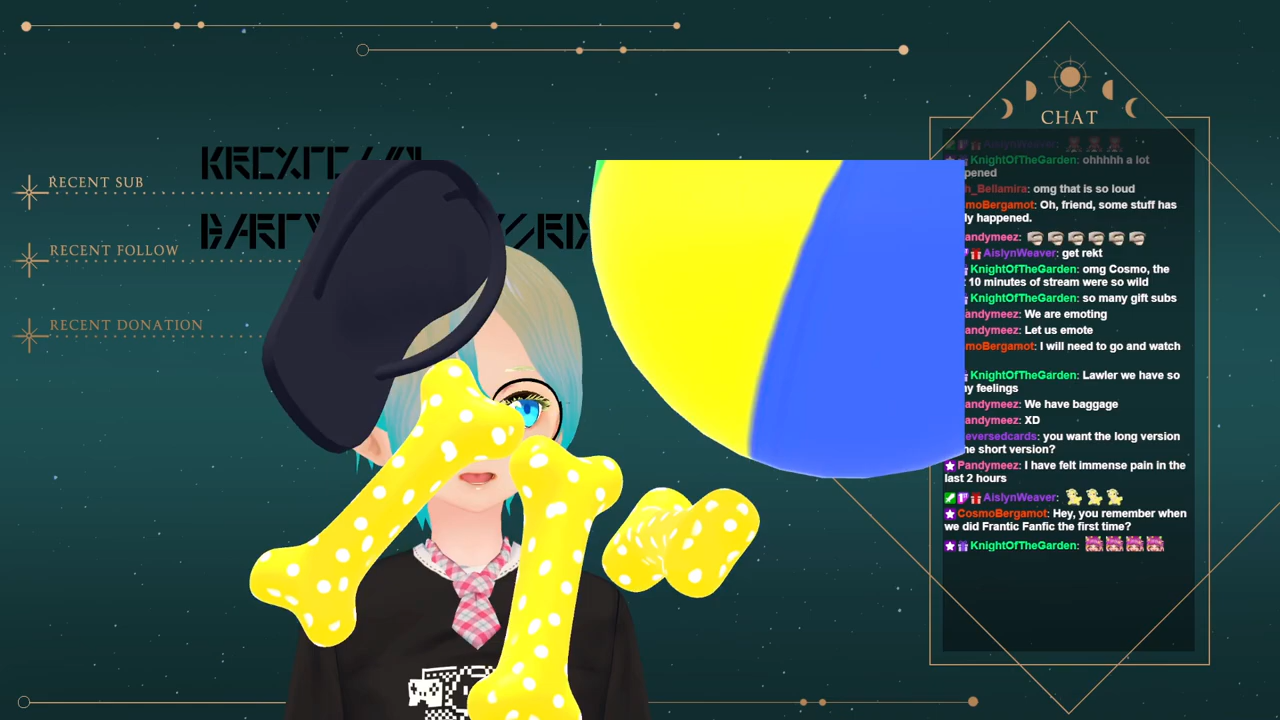 CHAT
AislynWeaver:
KnightOfTheGarden: ohhhhh a lot
pened
h_Bellamira: omg that is so loud
moBergamot: Oh, friend, some stuff has
ly happened.
andymeez:
AislynWeaver: get rekt
KnightOfTheGarden: omg Cosmo, the
10 minutes of stream were so wild
KnightOfTheGarden: so many gift subs
andymeez: We are emoting
andymeez: Let us emote
moBergamot: I will need to go and watch
KnightOfTheGarden: Lawler we have so
y feelings
andymeez: We have baggage
andymeez: XD
eversedcards: you want the long version
he short version?
Pandymeez: I have felt immense pain in the
last 2 hours
AislynWeaver:
CosmoBergamot: Hey, you remember when
we did Frantic Fanfic the first time?
KnightOfTheGarden:
RECENT SUB
RECENT FOLLOW
RECENT DONATION